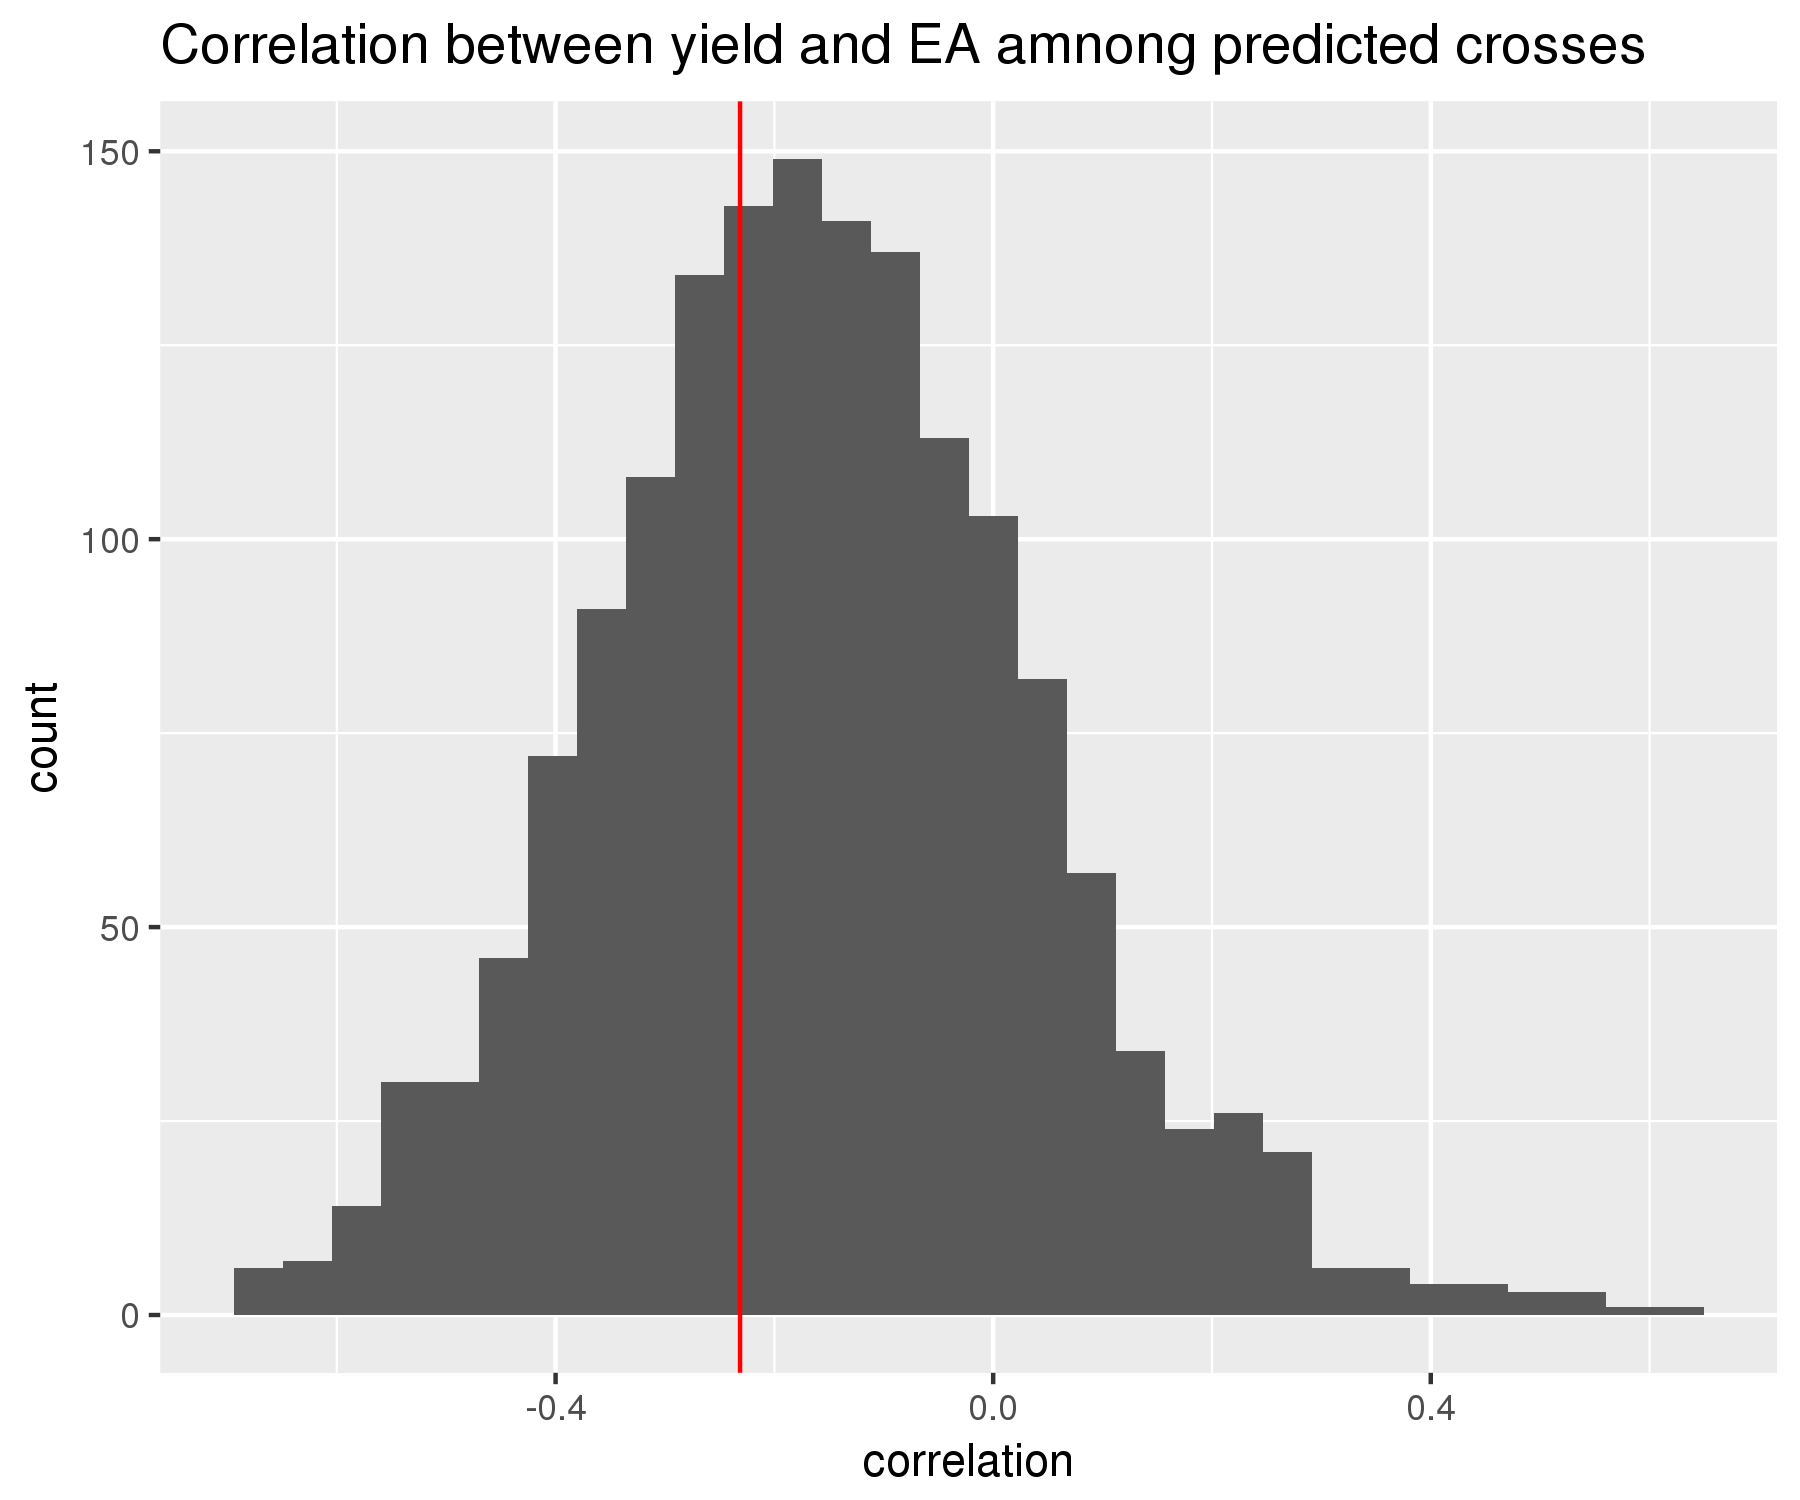 Correlation between yield and EA amnong predicted crosses
150
100
50
0
count
-0.4
0.0
0.4
correlation